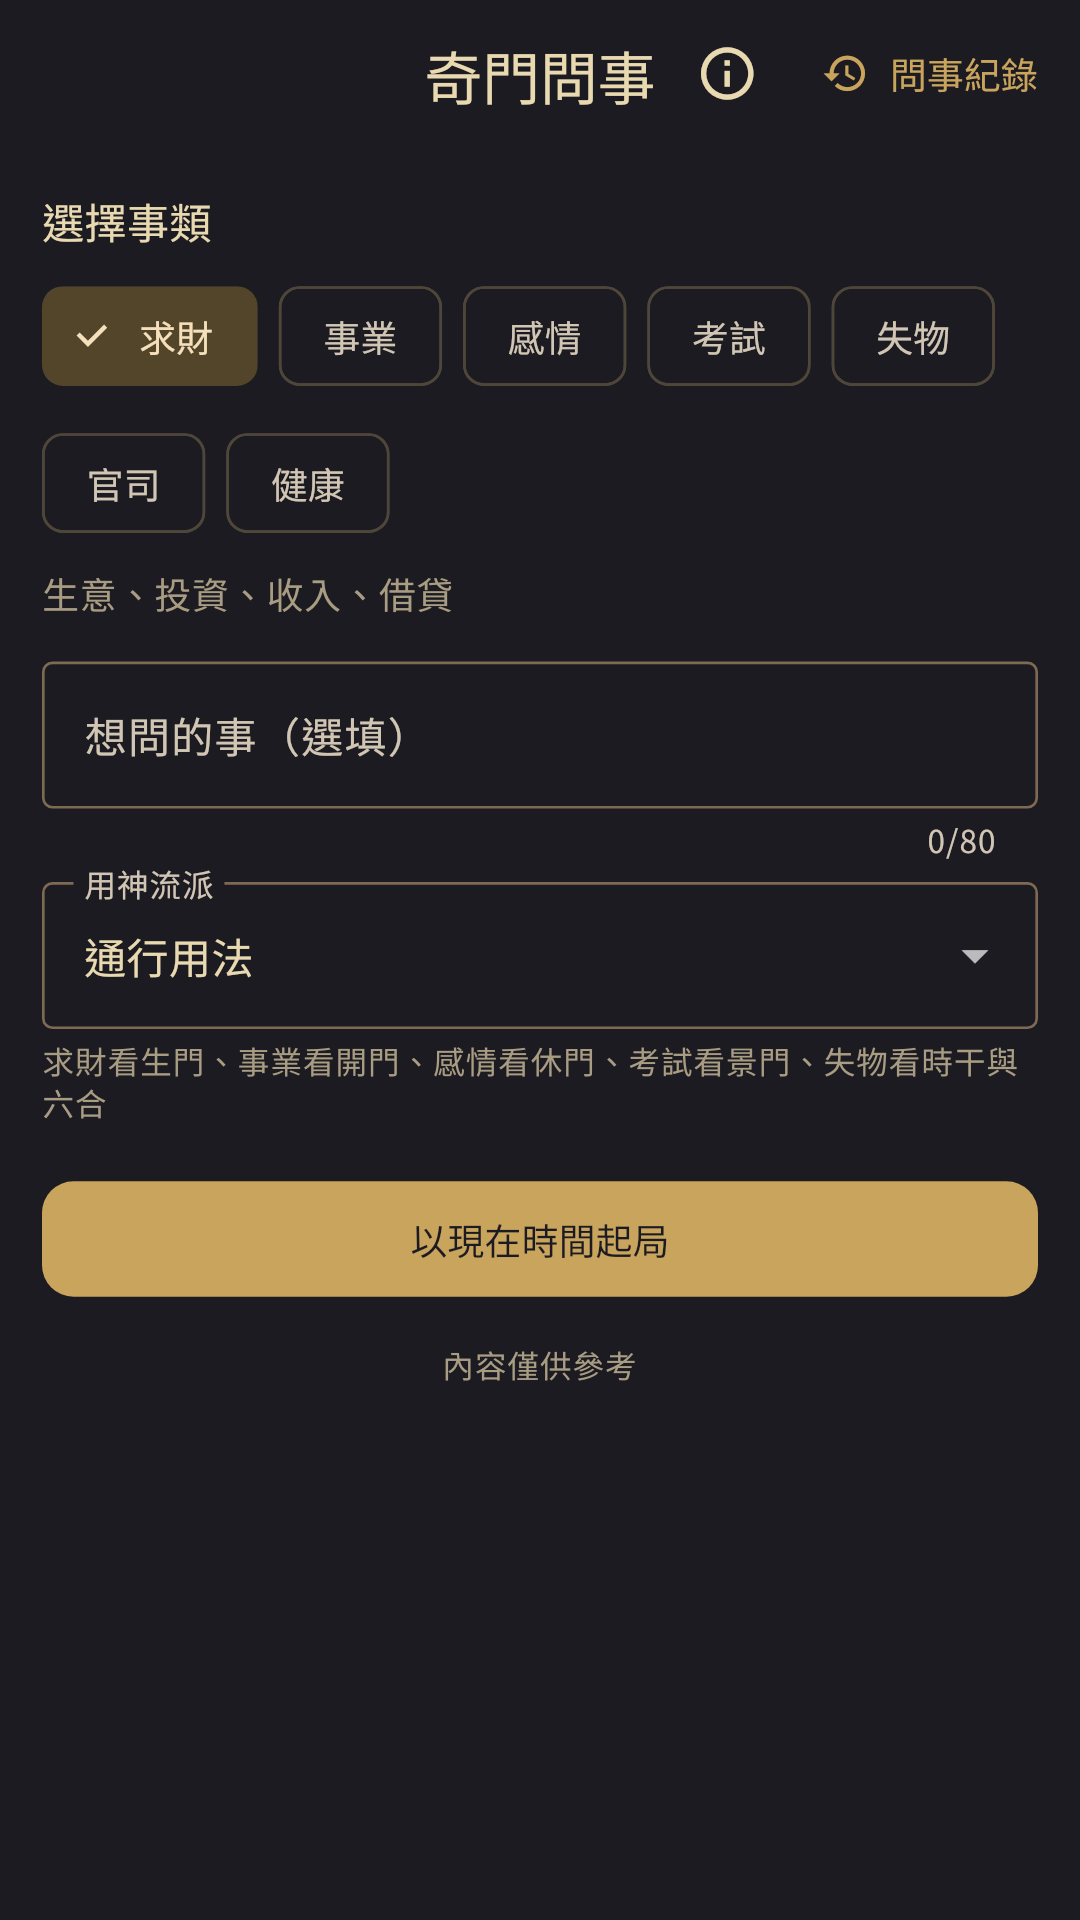 奇門問事
問事紀錄
選擇事類
求財
事業
感情
考試
失物
官司
健康
生意、投資、收入、借貸
想問的事（選填）
0/80
用神流派
通行用法
求財看生門、事業看開門、感情看休門、考試看景門、失物看時干與
六合
以現在時間起局
內容僅供參考